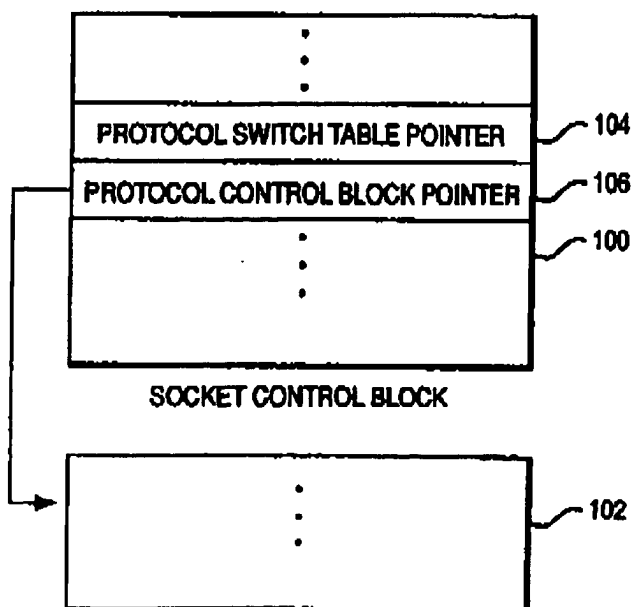 PROTOCOL SWITCH TABLE POINTER 104
PROTOCOL CONTROL BLOCK POINTER 106
100
SOCKET CONTROL BLOCK
102